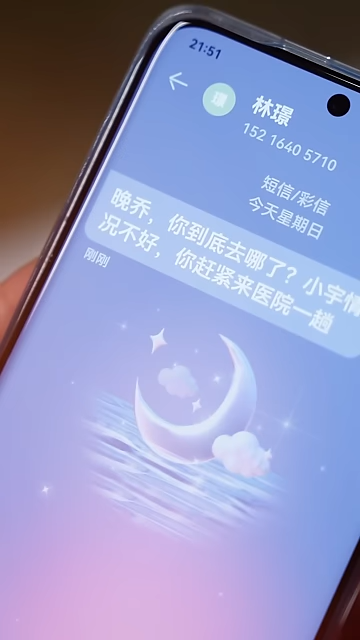 21:51
璟
林璟
152 1640 5710
短信/彩信
今天星期日
晚乔，你到底去哪了？小宇情
况不好，你赶紧来医院一趟
刚刚